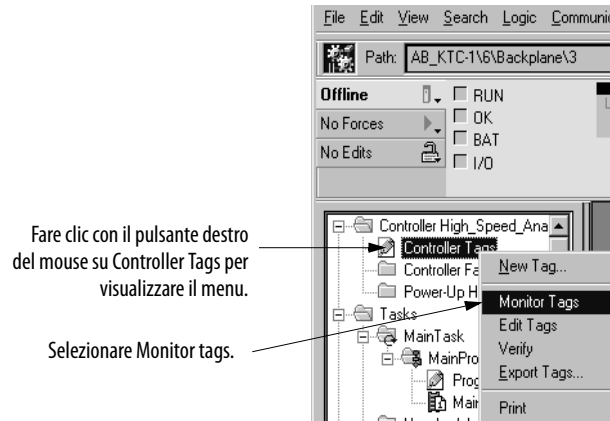 File Edit View Search Logic Communi
Path: AB_KTC-1\6\Backplane\3
Offline
RUN
No Forces
OK
BAT
No Edits
I/O
Fare clic con il pulsante destro
del mouse su Controller Tags per
visualizzare il menu.
Controller High_Speed_Ana
Controller Tags
Controller Fa
Power-Up H
Tasks
MainTask
MainPro
Prog
Main
New Tag...
Monitor Tags
Edit Tags
Verify
Export Tags...
Print
Selezionare Monitor tags.